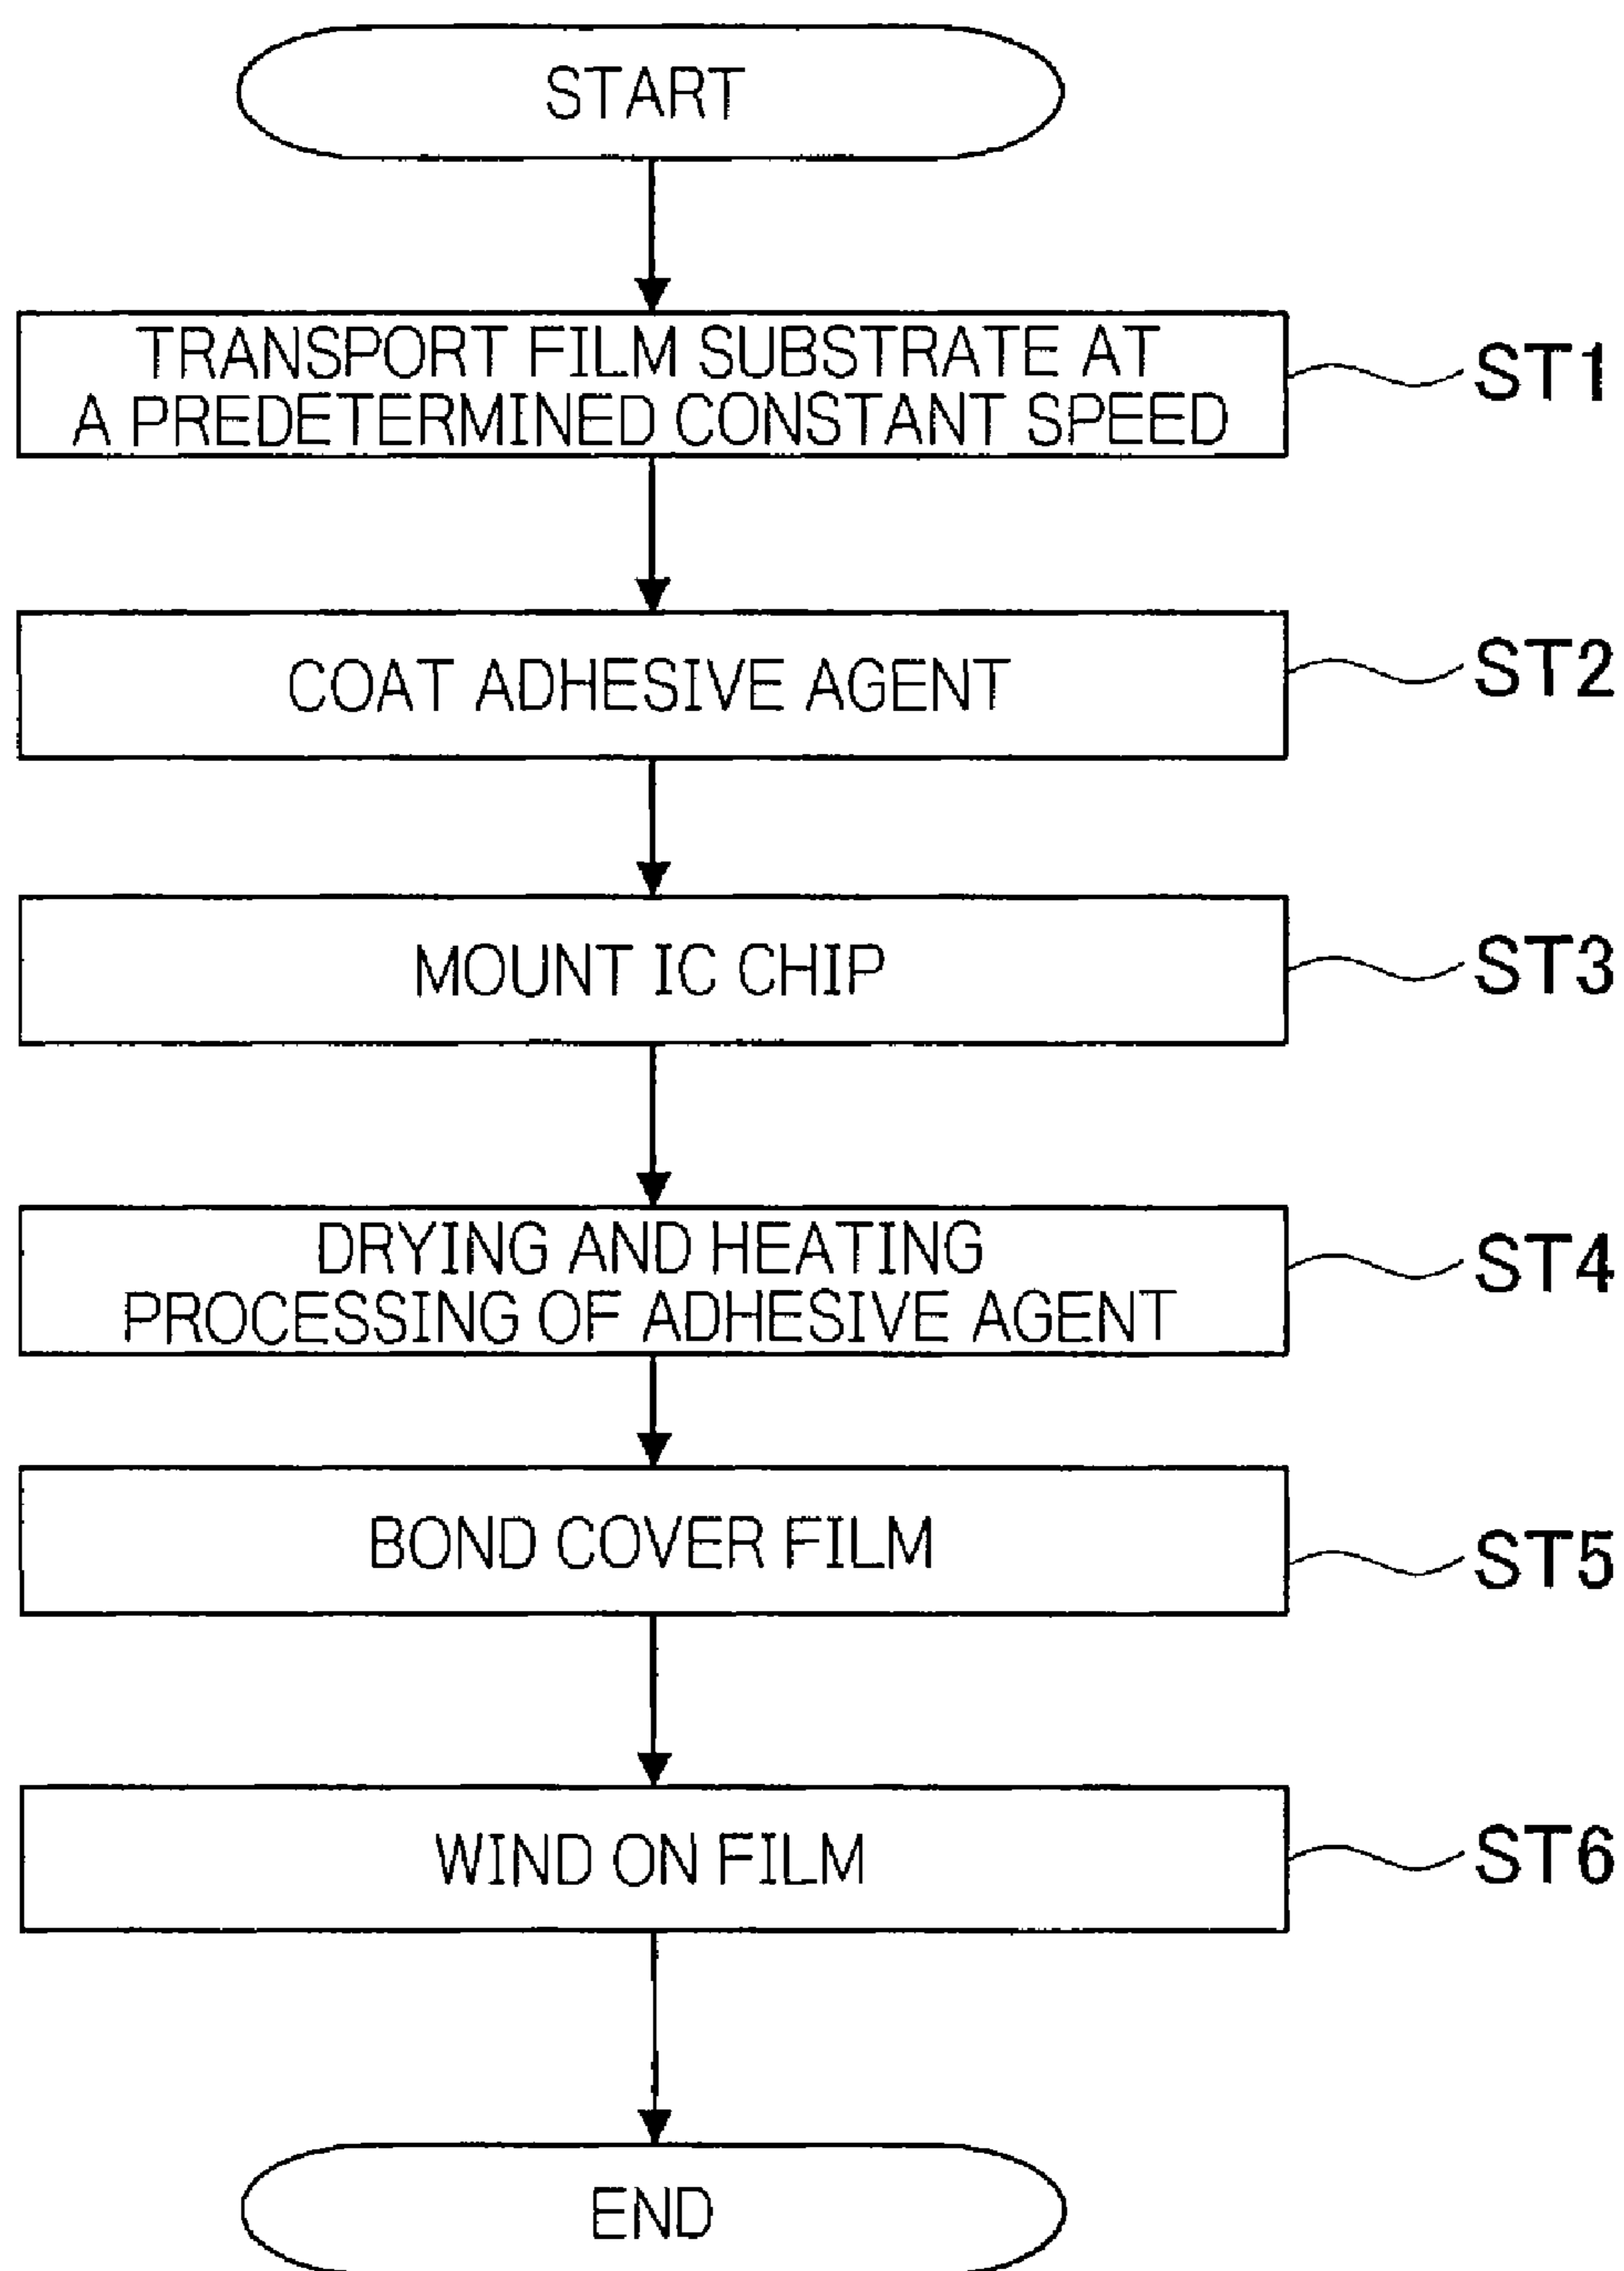 START
TRANSPORT FILM SUBSTRATE AT
A PREDETERMINED CONSTANT SPEED
ST1
COAT ADHESIVE AGENT
ST2
MOUNT IC CHIP
ST3
DRYING AND HEATING
PROCESSING OF ADHESIVE AGENT
ST4
BOND COVER FILM
ST5
WIND ON FILM
ST6
END